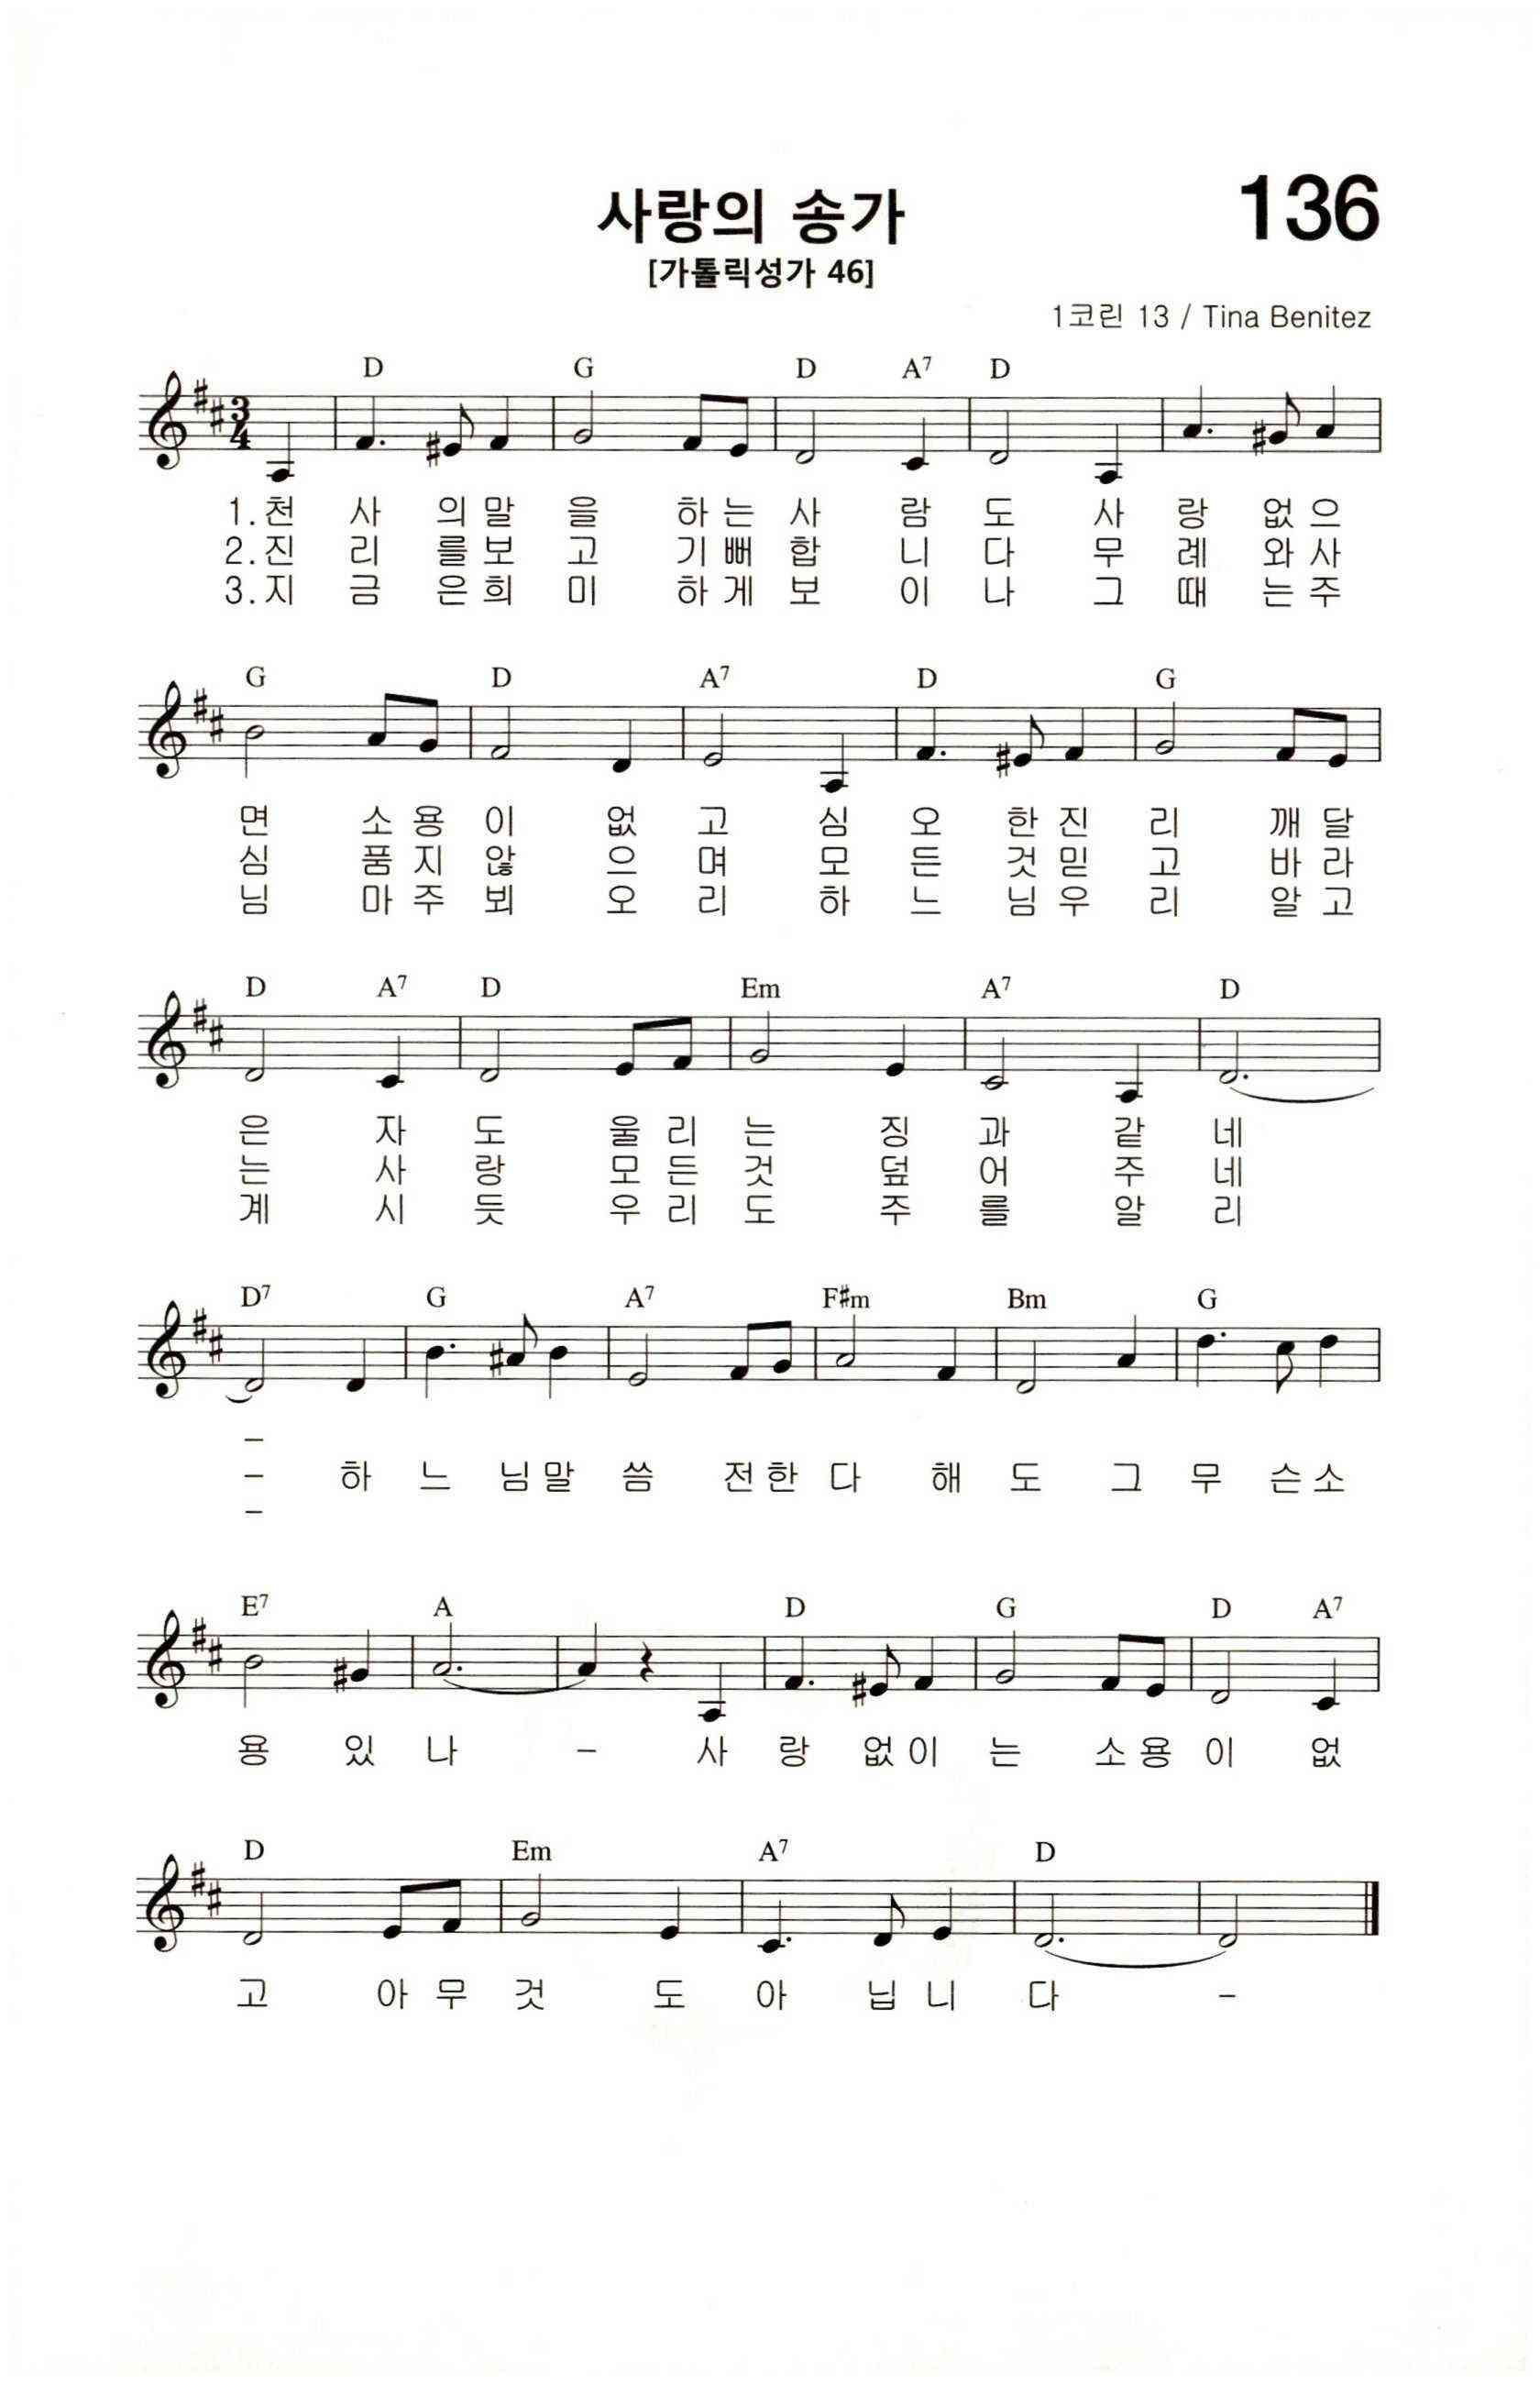 사랑의 송가
136
[가톨릭성가 46]
1코린 13 / Tina Benitez
D G D A7 D
3 4
1.천 사 의 말 을 하 는 사 람 도 사 랑 없 으
2.진 리 를 보 고 기 뻐 합 니 다 무 례 와 사
3.지 금 은 희 미 하 게 보 이 나 그 때 는 주
G D A7 D G
면 소 용 이 없 고 심 오 한 진 리 깨 달
심 품 지 않 으 며 모 든 것 믿 고 바 라
님 마 주 뵈 오 리 하 느 님 우 리 알 고
D A7 D Em A7 D
은 자 도 울 리 는 징 과 같 네
는 사 랑 모 든 것 덮 어 주 네
계 시 듯 우 리 도 주 를 알 리
D7 G A7 F#m Bm G
–
– 하 느 님 말 씀 전 한 다 해 도 그 무 슨 소
–
E7 A D G D A7
용 있 나 – 사 랑 없 이 는 소 용 이 없
D Em A7 D
고 아 무 것 도 아 닙 니 다 –